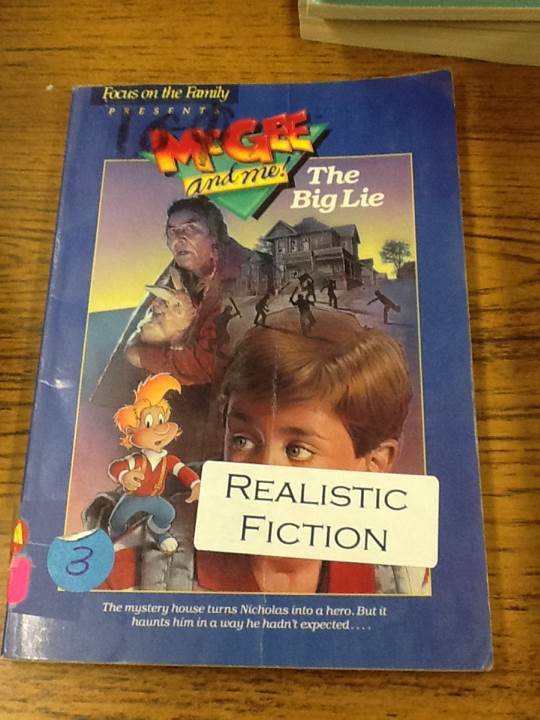 Focus on the Family
PRESENTS
McGEE
and me!
The
Big Lie
REALISTIC
FICTION
3
The mystery house turns Nicholas into a hero. But it
haunts him in a way he hadn't expected....